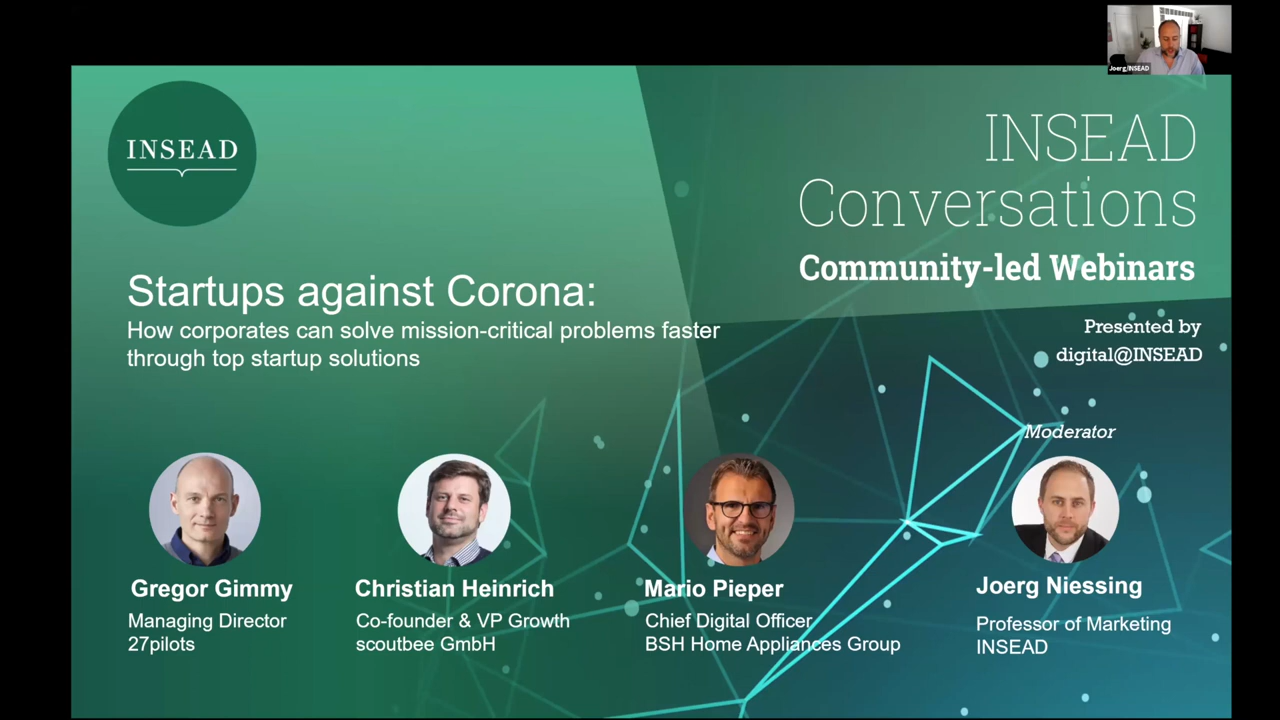 Joerg/INSEAD
INSEAD
INSEAD
Conversations
Community-led Webinars
Startups against Corona:
How corporates can solve mission-critical problems faster
through top startup solutions
Presented by
digital@INSEAD
Moderator
Gregor Gimmy
Managing Director
27pilots
Christian Heinrich
Co-founder & VP Growth
scoutbee GmbH
Mario Pieper
Chief Digital Officer
BSH Home Appliances Group
Joerg Niessing
Professor of Marketing
INSEAD